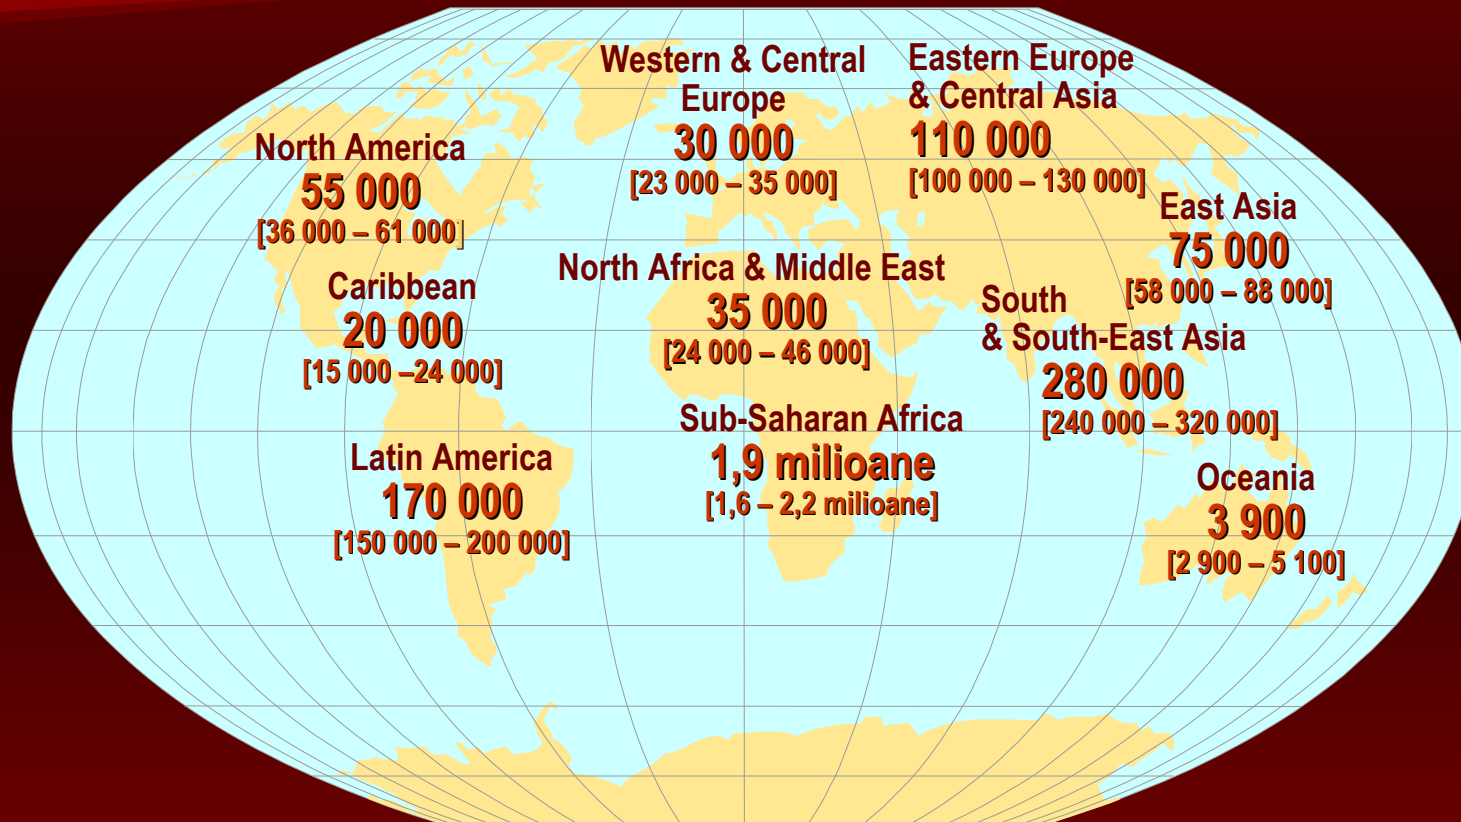 Western & Central
Europe
30 000
[23 000 – 35 000]
Eastern Europe
& Central Asia
110 000
[100 000 – 130 000]
North America
55 000
[36 000 – 61 000]
East Asia
75 000
[58 000 – 88 000]
North Africa & Middle East
35 000
[24 000 – 46 000]
Caribbean
20 000
[15 000 –24 000]
South
& South-East Asia
280 000
[240 000 – 320 000]
Sub-Saharan Africa
1,9 milioane
[1,6 – 2,2 milioane]
Latin America
170 000
[150 000 – 200 000]
Oceania
3 900
[2 900 – 5 100]